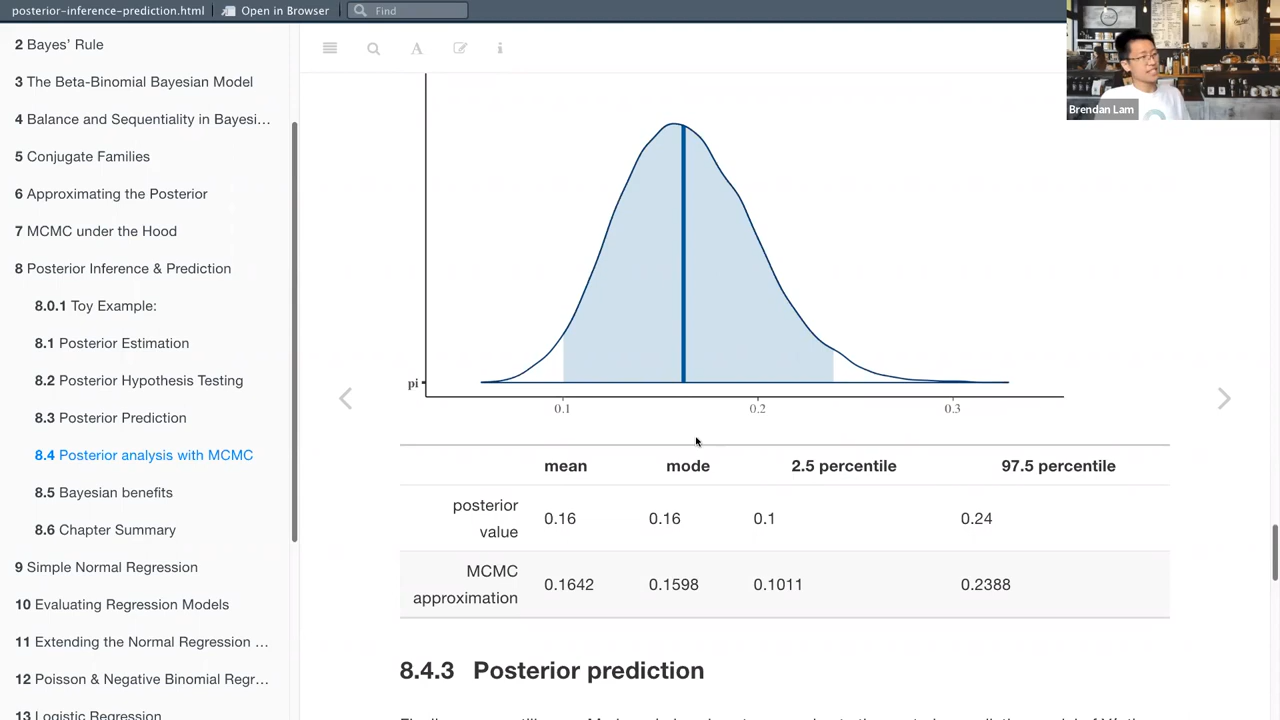 posterior-inference-prediction.html Open in Browser Find
2 Bayes' Rule
3 The Beta-Binomial Bayesian Model
4 Balance and Sequentiality in Bayesi…
5 Conjugate Families
6 Approximating the Posterior
7 MCMC under the Hood
8 Posterior Inference & Prediction
8.0.1 Toy Example:
8.1 Posterior Estimation
8.2 Posterior Hypothesis Testing
8.3 Posterior Prediction
8.4 Posterior analysis with MCMC
8.5 Bayesian benefits
8.6 Chapter Summary
9 Simple Normal Regression
10 Evaluating Regression Models
11 Extending the Normal Regression …
12 Poisson & Negative Binomial Regr…
13 Logistic Regression
A
i
Brendan Lam
pi
0.1 0.2 0.3
mean mode 2.5 percentile 97.5 percentile
posterior
value
0.16 0.16 0.1 0.24
MCMC
approximation
0.1642 0.1598 0.1011 0.2388
8.4.3 Posterior prediction